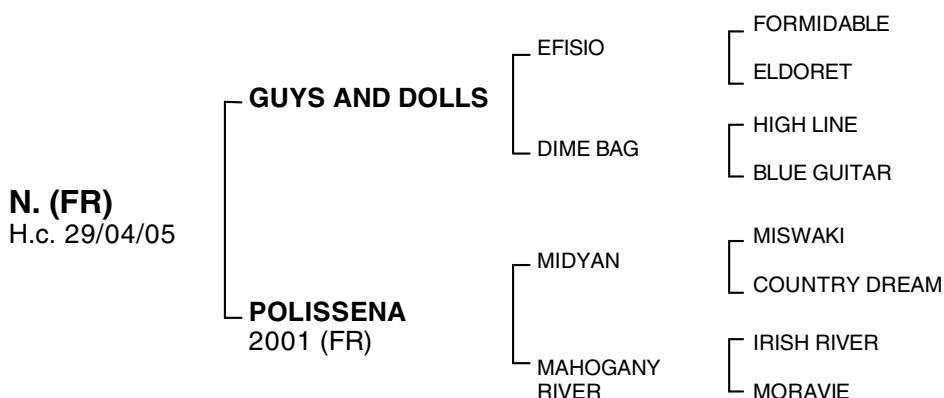 N. (FR)
H.c. 29/04/05
GUYS AND DOLLS
POLISSENA
2001 (FR)
EFISIO
DIME BAG
MIDYAN
MAHOGANY
RIVER
FORMIDABLE
ELDORET
HIGH LINE
BLUE GUITAR
MISWAKI
COUNTRY DREAM
IRISH RIVER
MORAVIE